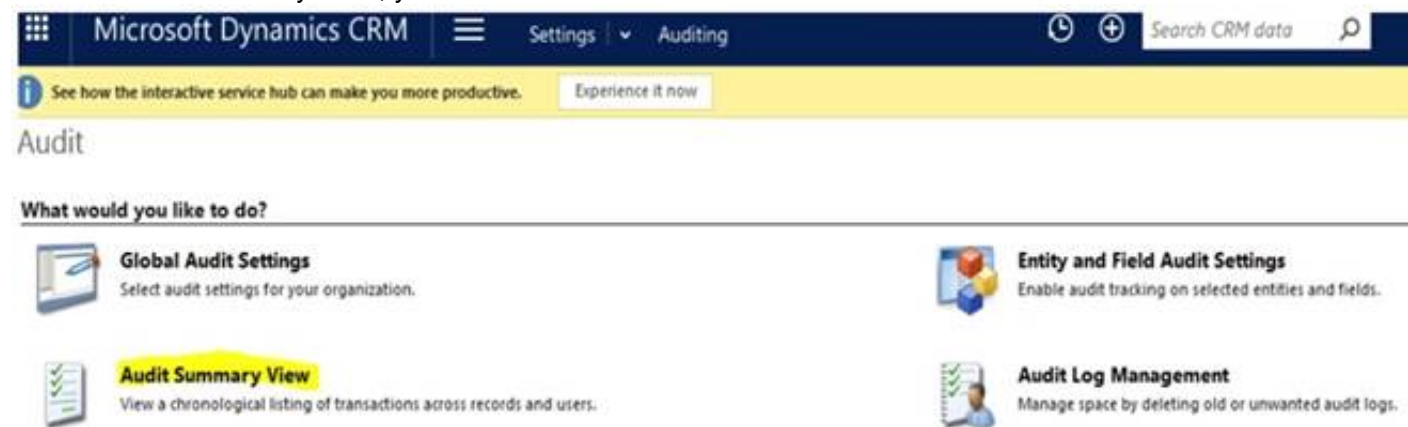 Microsoft Dynamics CRM Settings Auditing Search CRM data
See how the interactive service hub can make you more productive. Experience it now
Audit
What would you like to do?
Global Audit Settings
Select audit settings for your organization.
Entity and Field Audit Settings
Enable audit tracking on selected entities and fields.
Audit Summary View
View a chronological listing of transactions across records and users.
Audit Log Management
Manage space by deleting old or unwanted audit logs.